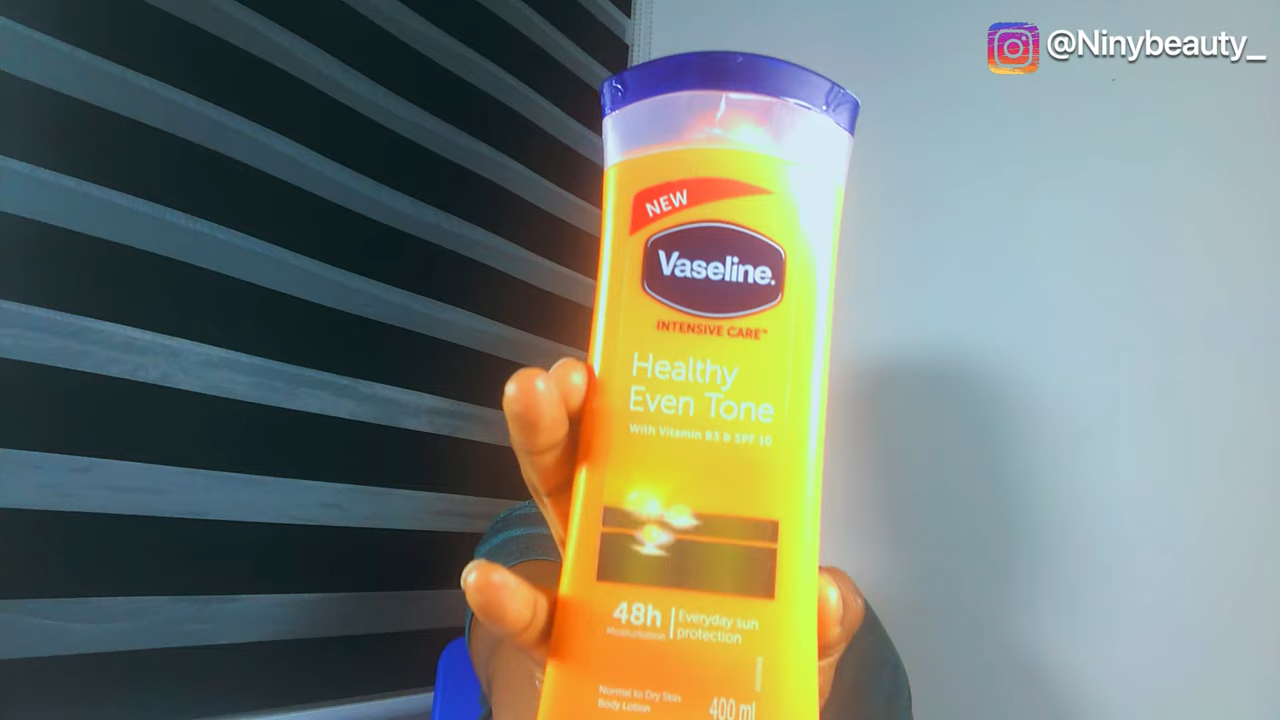 @Ninybeauty_
NEW
Vaseline.
INTENSIVE CARE™
Healthy
Even Tone
With Vitamin B3 & SPF 10
48h
Moisturisation
Everyday sun
protection
Normal to Dry Skin
Body Lotion
400 ml